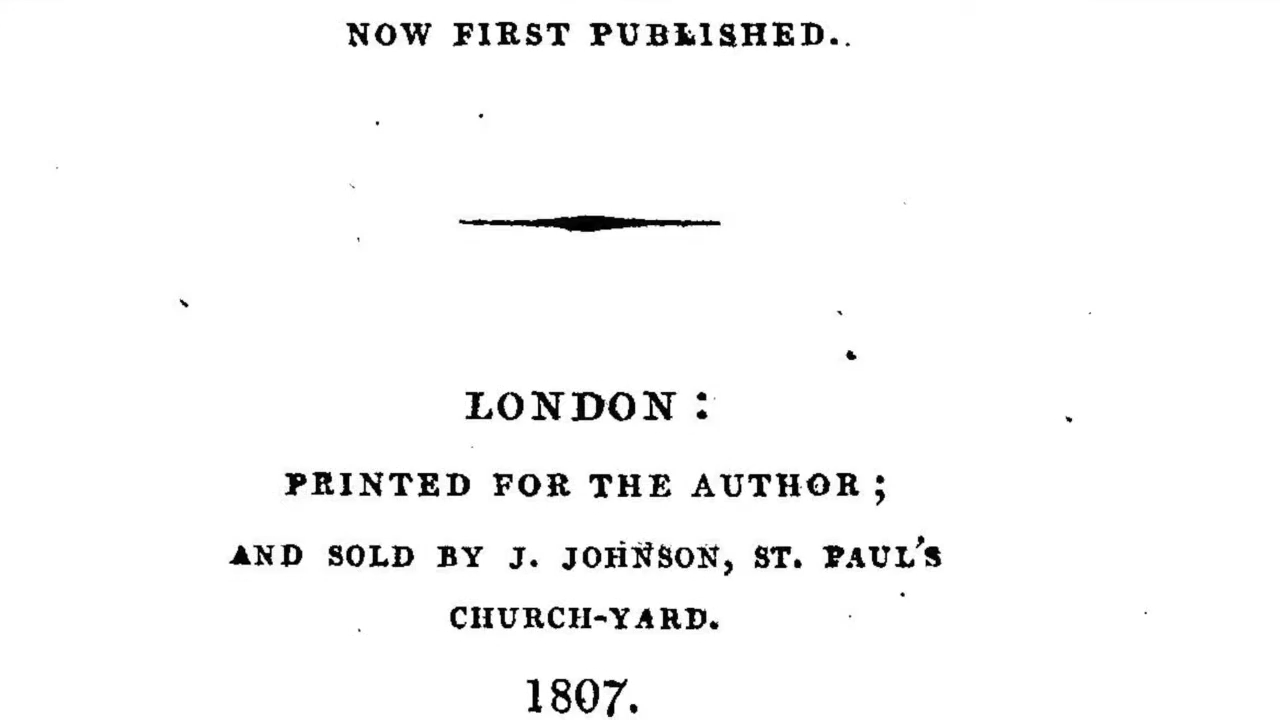 NOW FIRST PUBLISHED.
LONDON:
PRINTED FOR THE AUTHOR;
AND SOLD BY J. JOHNSON, ST. PAUL'S
CHURCH-YARD.
1807.